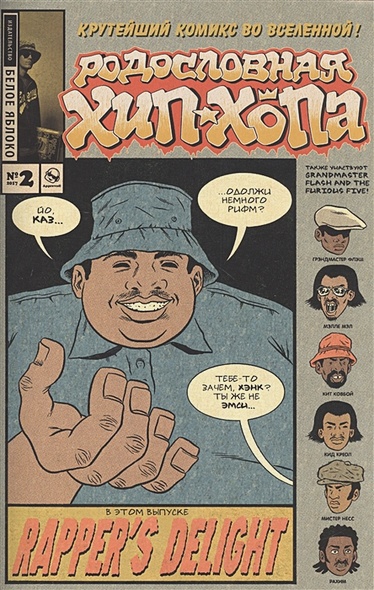 КРУТЕЙШИЙ КОМИКС ВО ВСЕЛЕННОЙ!
ИЗДАТЕЛЬСТВО
БЕЛОЕ ЯБЛОКО
РОДОСЛОВНАЯ
ХИП★ХОПА
№2
2017
ТАКЖЕ УЧАСТВУЮТ
GRANDMASTER
FLASH AND THE
FURIOUS FIVE!
ЙО,
КАЗ...
...ОДОЛЖИ
НЕМНОГО
РИФМ?
ТЕБЕ-ТО
ЗАЧЕМ, ХЭНК?
ТЫ ЖЕ НЕ
ЭМСИ...
ГРЭНДМАСТЕР ФЛЭШ
МЭЛЛЕ МЭЛ
КИТ КОВБОЙ
КИД КРЕОЛ
МИСТЕР НЕСС
РАХИМ
В ЭТОМ ВЫПУСКЕ
RAPPER'S DELIGHT